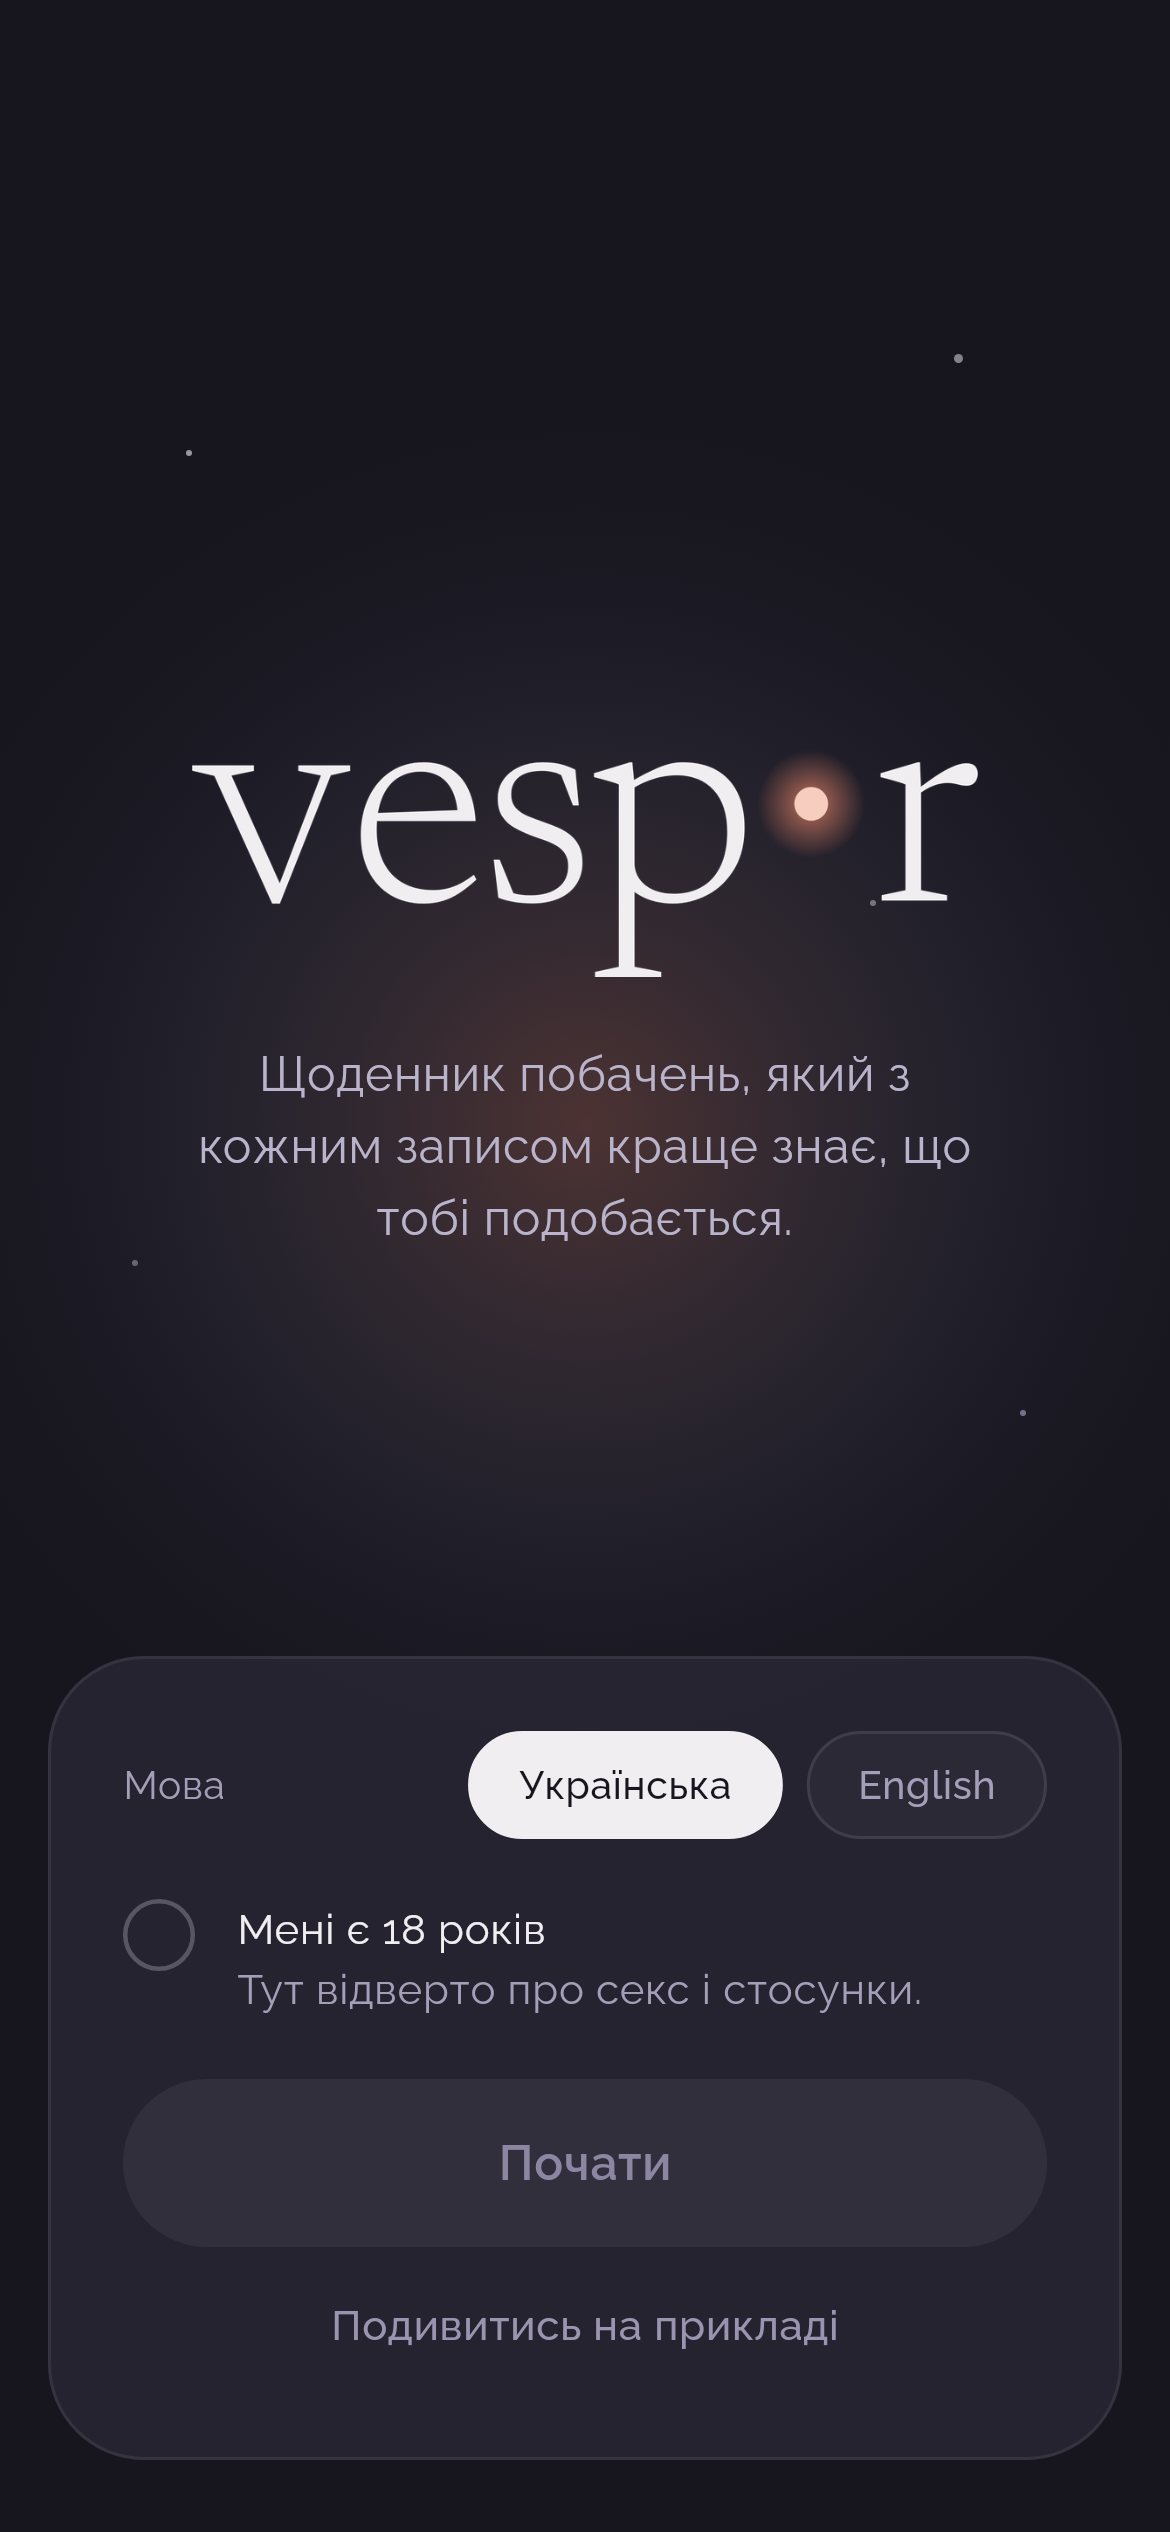 vesp•r
Щоденник побачень, який з
кожним записом краще знає, що
тобі подобається.
Мова
Українська
English
Мені є 18 років
Тут відверто про секс і стосунки.
Почати
Подивитись на прикладі